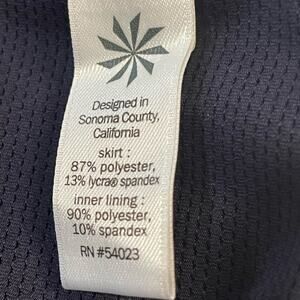 Designed in
Sonoma County,
California
skirt :
87% polyester,
13% lycra® spandex
inner lining :
90% polyester,
10% spandex
RN #54023